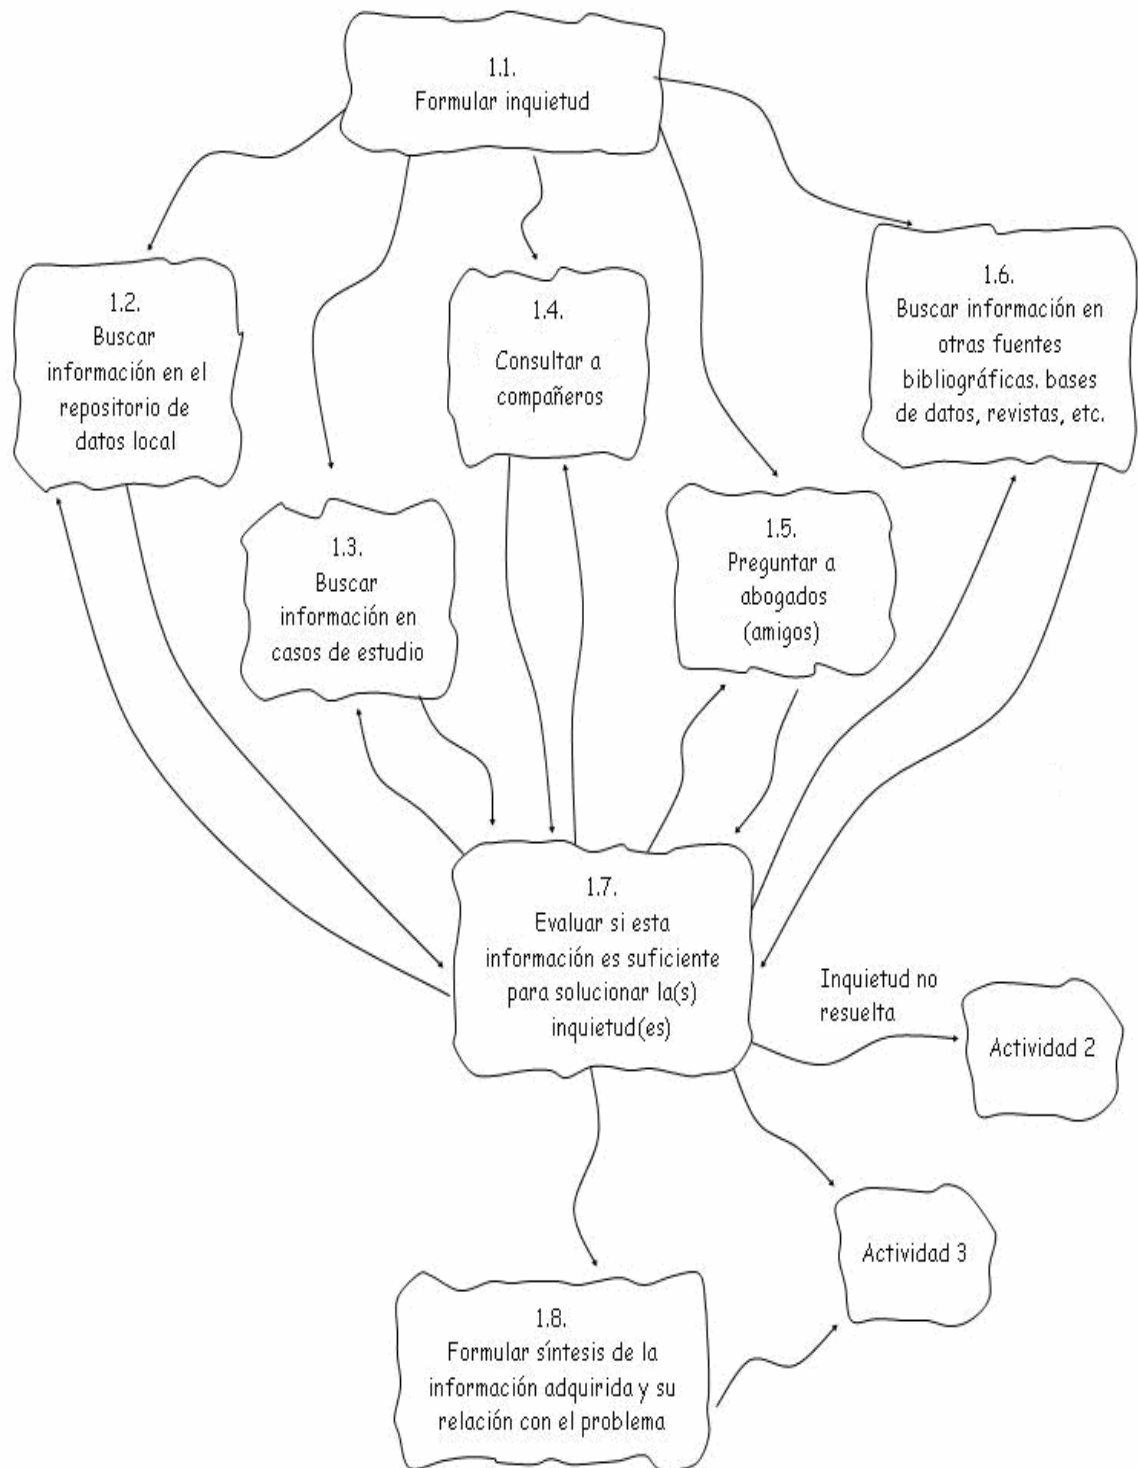 1.1.
Formular inquietud
1.2.
Buscar
información en el
repositorio de
datos local
1.3.
Buscar
información en
casos de estudio
1.4.
Consultar a
compañeros
1.5.
Preguntar a
abogados
(amigos)
1.6.
Buscar información en
otras fuentes
bibliográficas. bases
de datos, revistas, etc.
1.7.
Evaluar si esta
información es suficiente
para solucionar la(s)
inquietud(es)
Inquietud no
resuelta
Actividad 2
Actividad 3
1.8.
Formular síntesis de la
información adquirida y su
relación con el problema